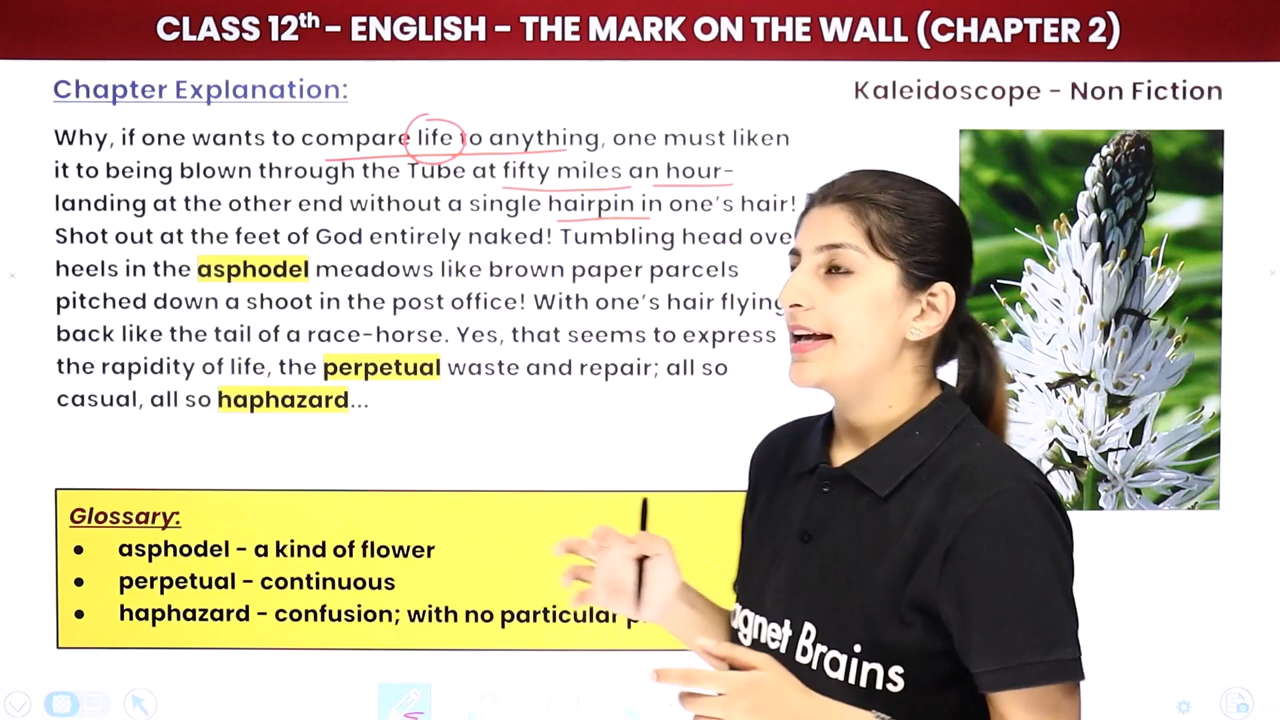 CLASS 12th - ENGLISH - THE MARK ON THE WALL (CHAPTER 2)
Chapter Explanation:
Kaleidoscope - Non Fiction
Why, if one wants to compare life to anything, one must liken
it to being blown through the Tube at fifty miles an hour-
landing at the other end without a single hairpin in one's hair!
Shot out at the feet of God entirely naked! Tumbling head ove
heels in the asphodel meadows like brown paper parcels
pitched down a shoot in the post office! With one's hair flying
back like the tail of a race-horse. Yes, that seems to express
the rapidity of life, the perpetual waste and repair; all so
casual, all so haphazard...
Glossary:
• asphodel - a kind of flower
• perpetual - continuous
• haphazard - confusion; with no particular
agnet Brains